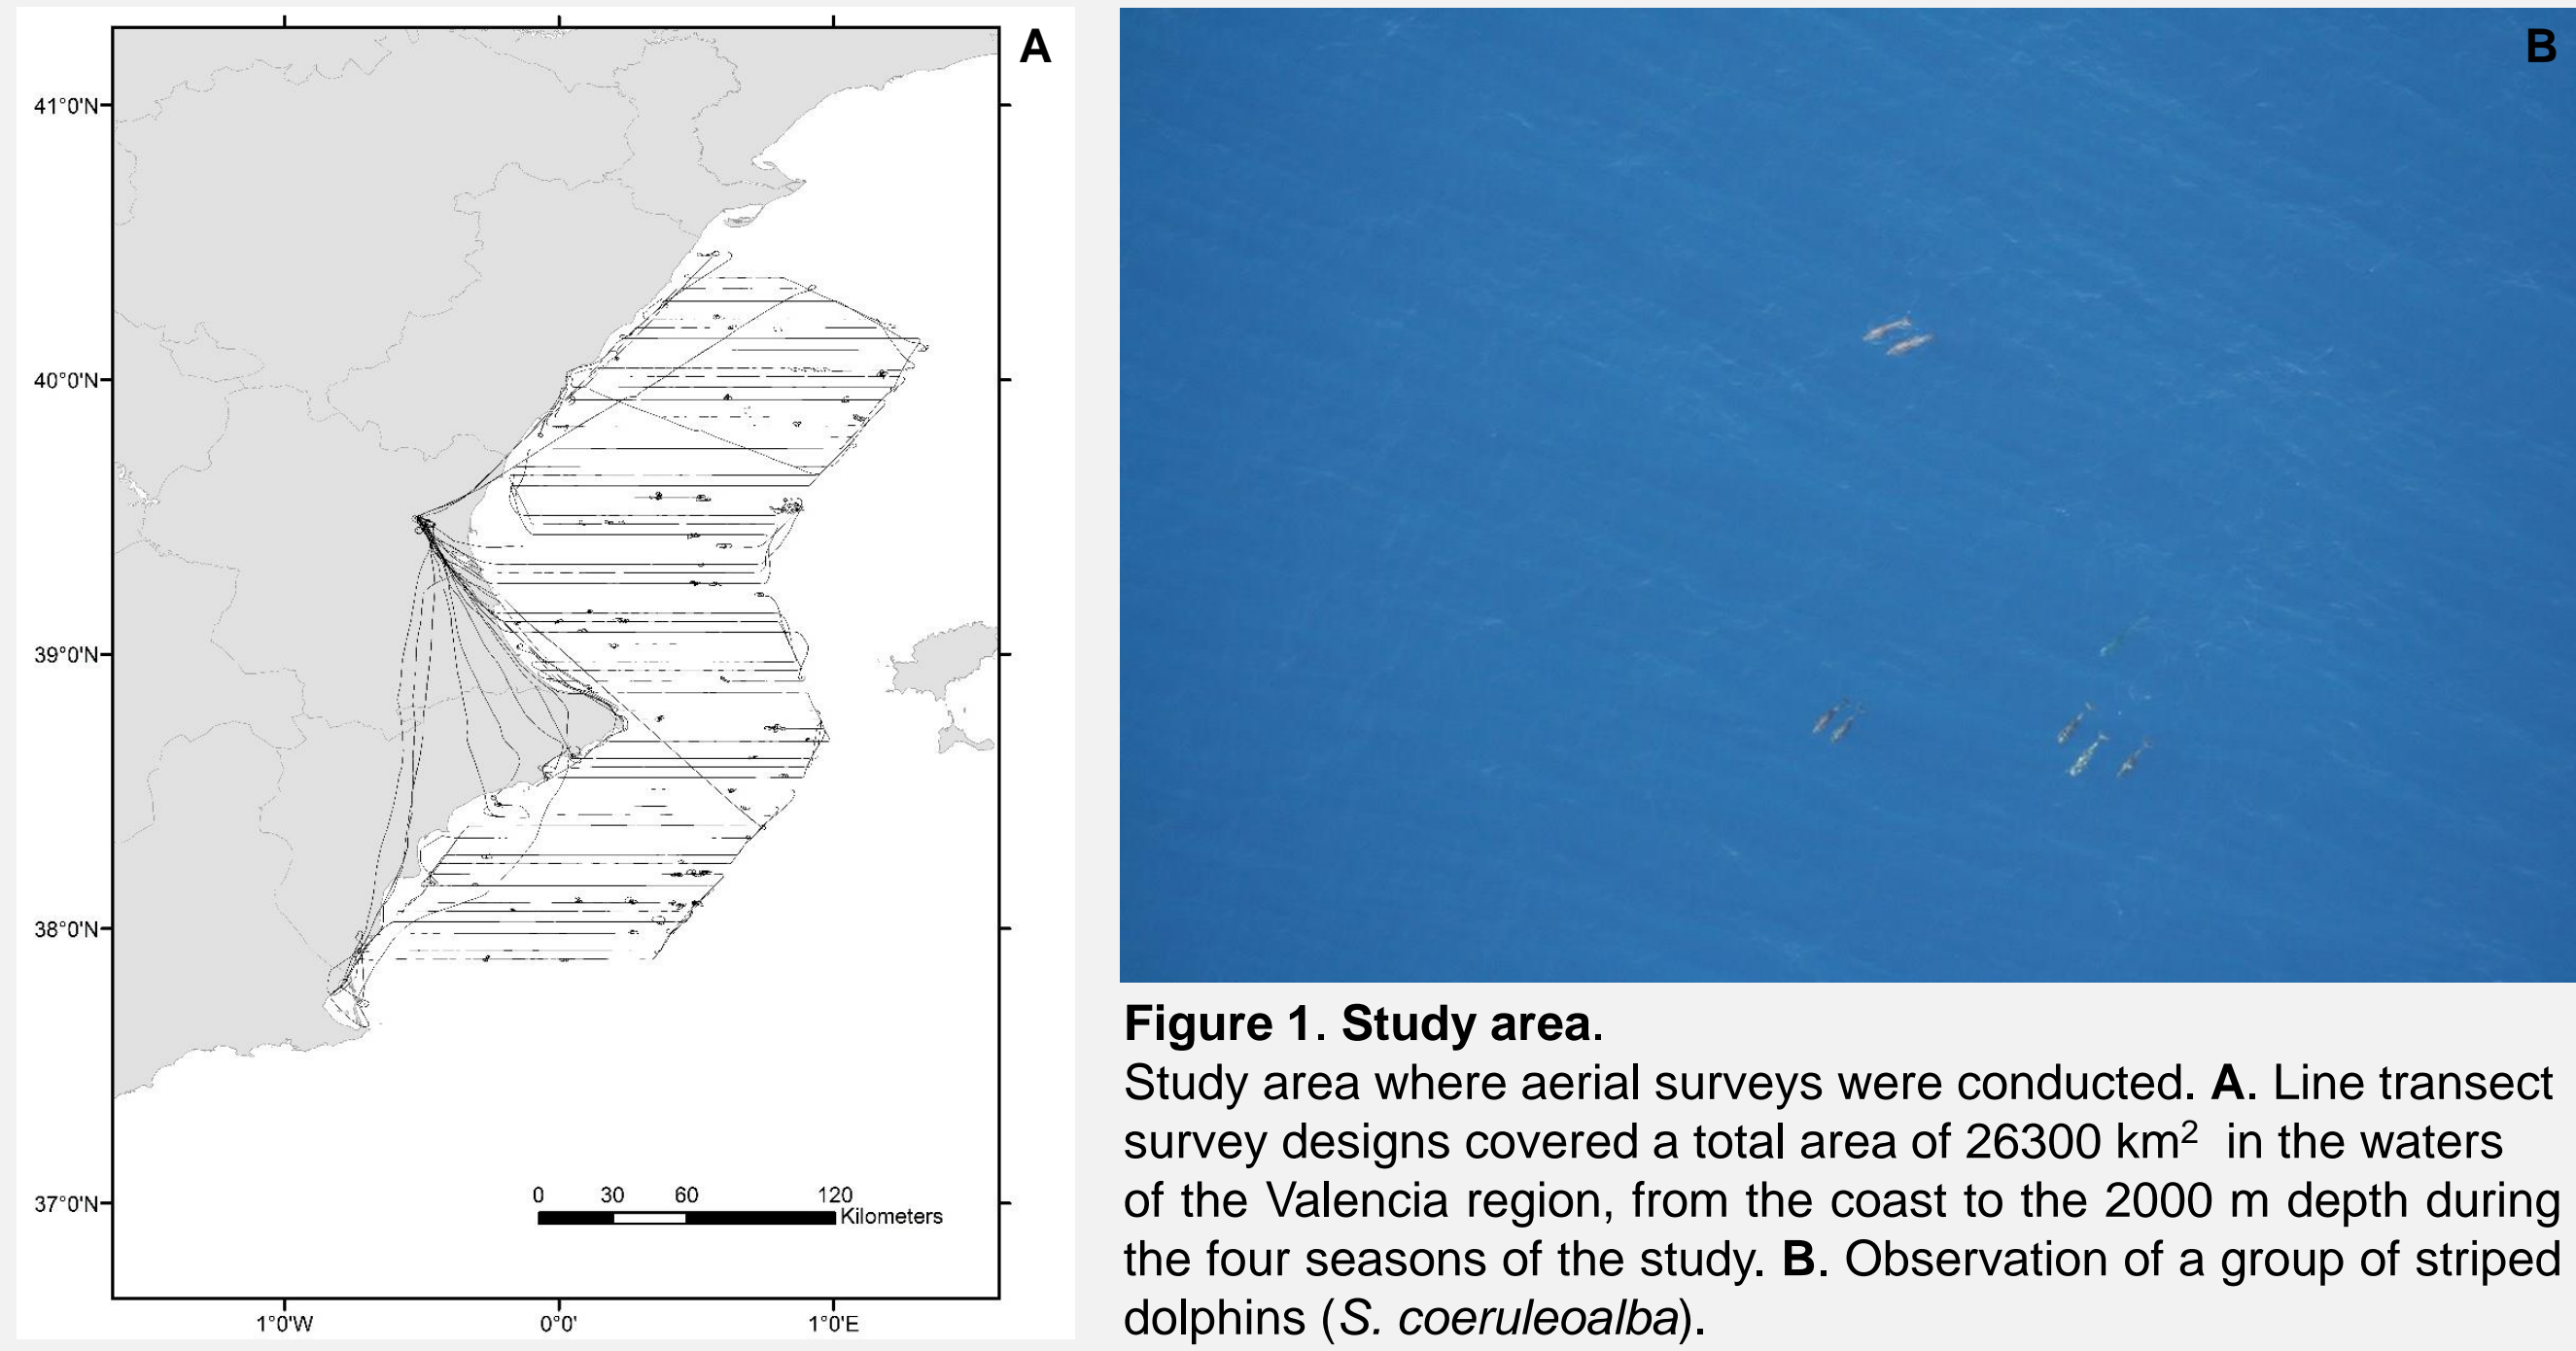 A
41°0'N
40°0'N
39°0'N
38°0'N
37°0'N
0 30 60 120
Kilometers
1°0'W 0°0' 1°0'E
B
Figure 1. Study area.
Study area where aerial surveys were conducted. A. Line transect
survey designs covered a total area of 26300 km² in the waters
of the Valencia region, from the coast to the 2000 m depth during
the four seasons of the study. B. Observation of a group of striped
dolphins (S. coeruleoalba).